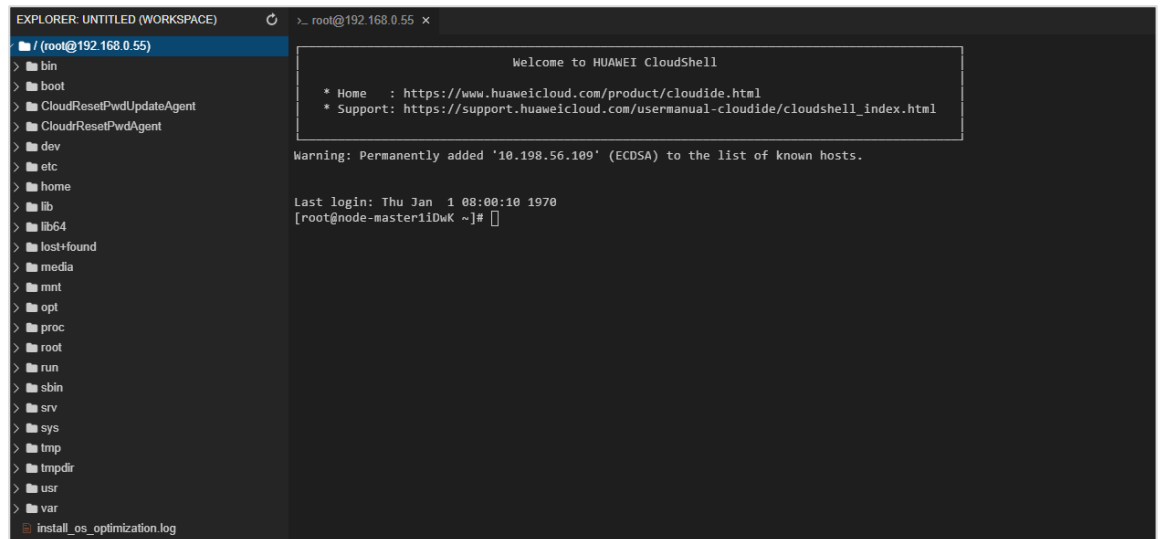 EXPLORER: UNTITLED (WORKSPACE)
/ (root@192.168.0.55)
bin
boot
CloudResetPwdUpdateAgent
CloudrResetPwdAgent
dev
etc
home
lib
lib64
lost+found
media
mnt
opt
proc
root
run
sbin
srv
sys
tmp
tmpdir
usr
var
install_os_optimization.log
>_ root@192.168.0.55 ×
Welcome to HUAWEI CloudShell
* Home : https://www.huaweicloud.com/product/cloudide.html
* Support: https://support.huaweicloud.com/usermanual-cloudide/cloudshell_index.html
Warning: Permanently added '10.198.56.109' (ECDSA) to the list of known hosts.
Last login: Thu Jan 1 08:00:10 1970
[root@node-master1iDwK ~]#